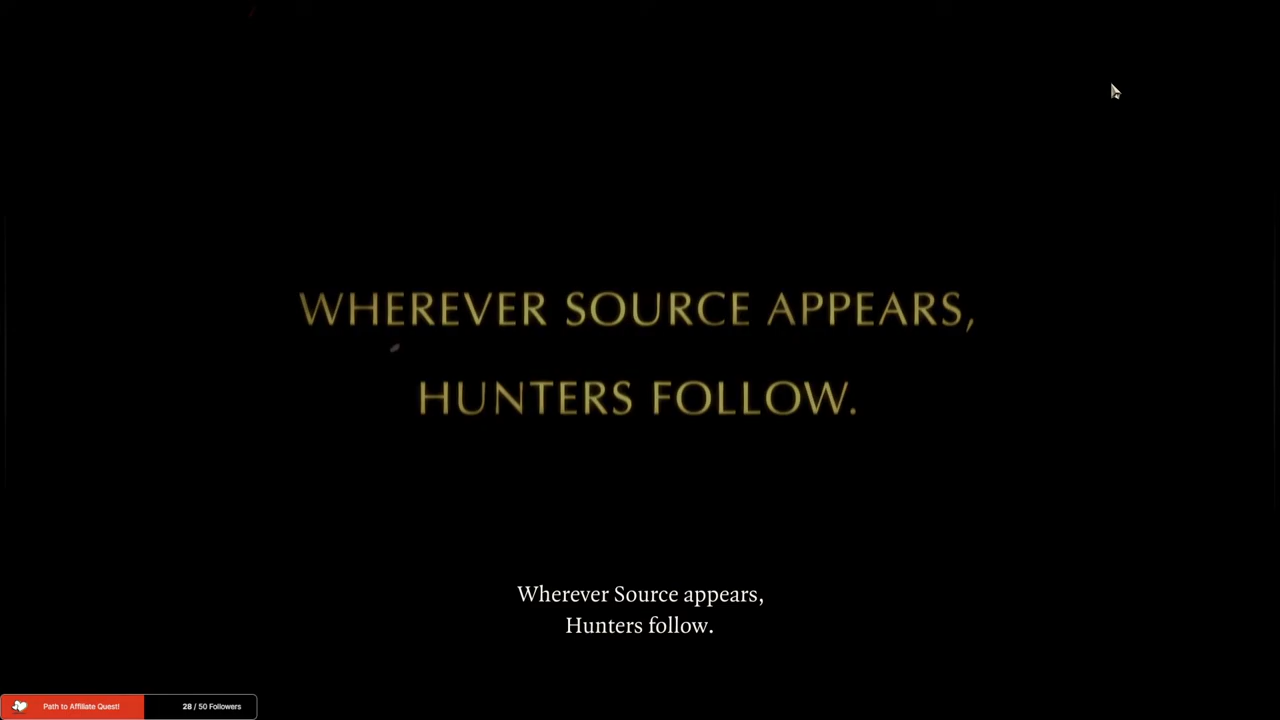 WHEREVER SOURCE APPEARS,
HUNTERS FOLLOW.
Wherever Source appears,
Hunters follow.
Path to Affiliate Quest! 28 / 50 Followers